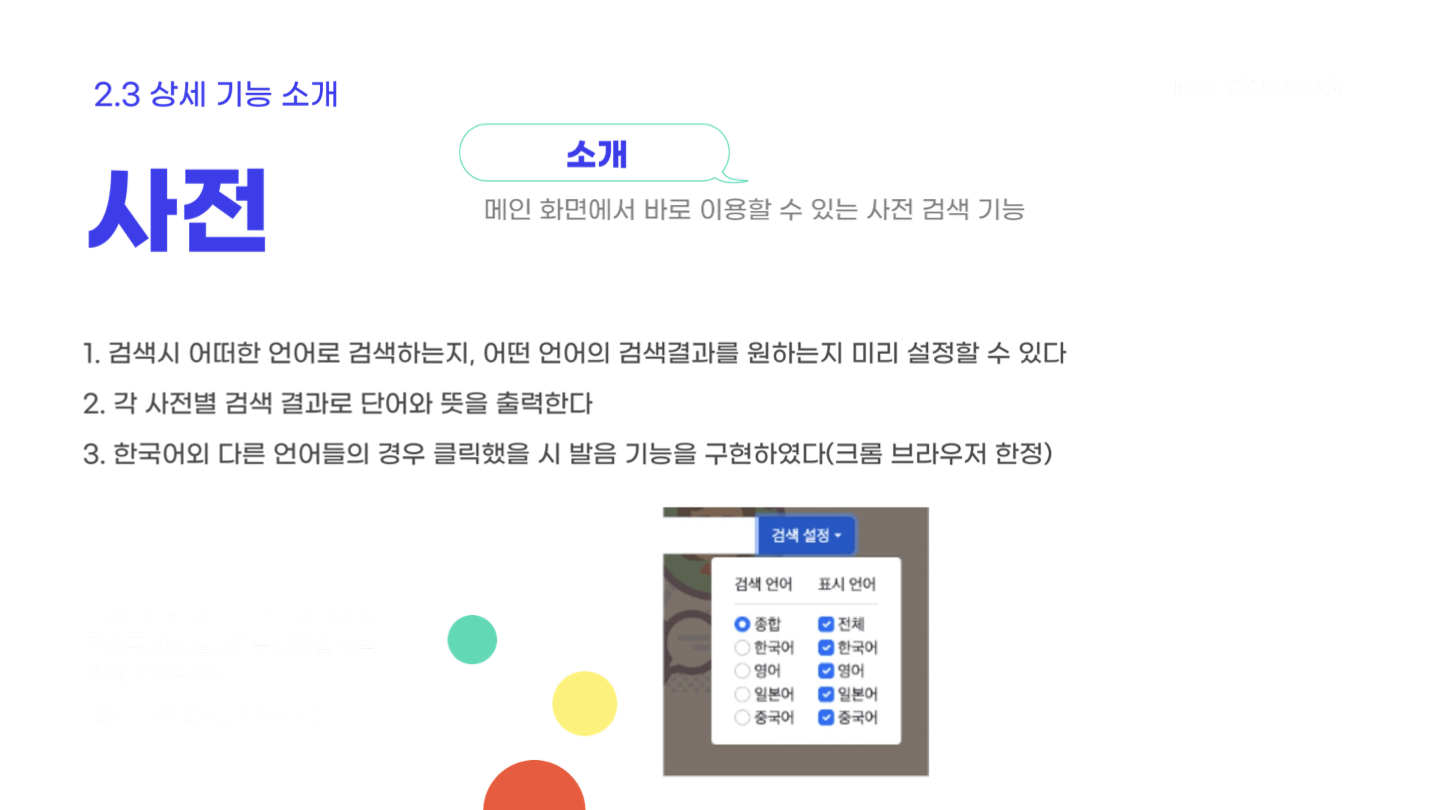 2.3 상세 기능 소개
사전
소개
메인 화면에서 바로 이용할 수 있는 사전 검색 기능
1. 검색시 어떠한 언어로 검색하는지, 어떤 언어의 검색결과를 원하는지 미리 설정할 수 있다
2. 각 사전별 검색 결과로 단어와 뜻을 출력한다
3. 한국어외 다른 언어들의 경우 클릭했을 시 발음 기능을 구현하였다(크롬 브라우저 한정)
검색 설정
검색 언어 표시 언어
종합 전체
한국어 한국어
영어 영어
일본어 일본어
중국어 중국어